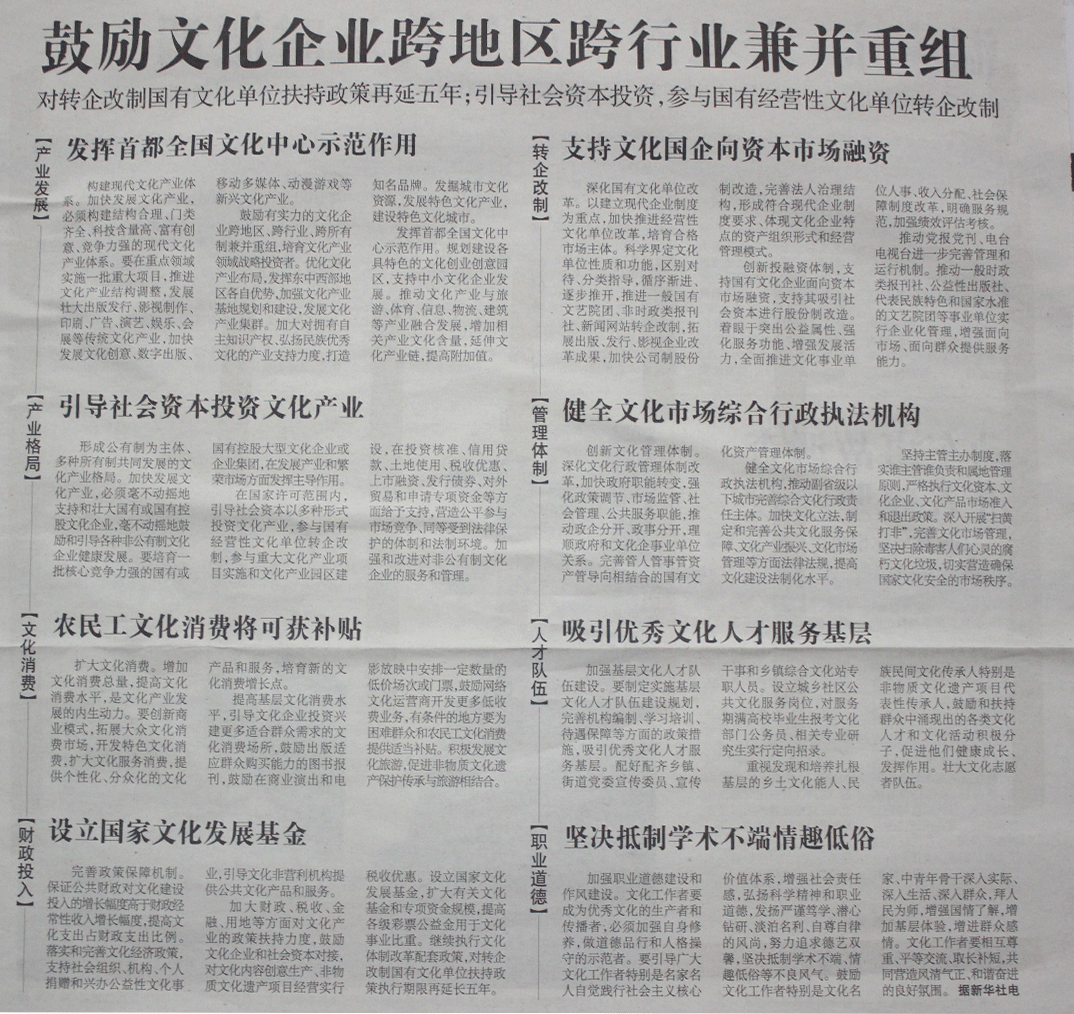 鼓励文化企业跨地区跨行业兼并重组
对转企改制国有文化单位扶持政策再延五年;引导社会资本投资,参与国有经营性文化单位转企改制
【产业发展】
发挥首都全国文化中心示范作用
构建现代文化产业体
系。加快发展文化产业,
必须构建结构合理、门类
齐全、科技含量高、富有创
意、竞争力强的现代文化
产业体系。要在重点领域
实施一批重大项目,推进
文化产业结构调整,发展
壮大出版发行、影视制作、
印刷、广告、演艺、娱乐、会
展等传统文化产业,加快
发展文化创意、数字出版、
移动多媒体、动漫游戏等
新兴文化产业。
鼓励有实力的文化企
业跨地区、跨行业、跨所有
制兼并重组,培育文化产业
领域战略投资者。优化文化
产业布局,发挥东中西部地
区各自优势,加强文化产业
基地规划和建设,发展文化
产业集群。加大对拥有自
主知识产权、弘扬民族优秀
文化的产业支持力度,打造
知名品牌。发掘城市文化
资源,发展特色文化产业,
建设特色文化城市。
发挥首都全国文化中
心示范作用。规划建设各
具特色的文化创业创意园
区,支持中小文化企业发
展。推动文化产业与旅
游、体育、信息、物流、建筑
等产业融合发展,增加相
关产业文化含量,延伸文
化产业链,提高附加值。
【转企改制】
支持文化国企向资本市场融资
深化国有文化单位改
革。以建立现代企业制度
为重点,加快推进经营性
文化单位改革,培育合格
市场主体。科学界定文化
单位性质和功能,区别对
待、分类指导,循序渐进、
逐步推开,推进一般国有
文艺院团、非时政类报刊
社、新闻网站转企改制,拓
展出版、发行、影视企业改
革成果,加快公司制股份
制改造,完善法人治理结
构,形成符合现代企业制
度要求、体现文化企业特
点的资产组织形式和经营
管理模式。
创新投融资体制,支
持国有文化企业面向资本
市场融资,支持其吸引社
会资本进行股份制改造。
着眼于突出公益属性、强
化服务功能、增强发展活
力,全面推进文化事业单
位人事、收入分配、社会保
障制度改革,明确服务规
范,加强绩效评估考核。
推动党报党刊、电台
电视台进一步完善管理和
运行机制。推动一般时政
类报刊社、公益性出版社、
代表民族特色和国家水准
的文艺院团等事业单位实
行企业化管理,增强面向
市场、面向群众提供服务
能力。
【产业格局】
引导社会资本投资文化产业
形成公有制为主体、
多种所有制共同发展的文
化产业格局。加快发展文
化产业,必须毫不动摇地
支持和壮大国有或国有控
股文化企业,毫不动摇地鼓
励和引导各种非公有制文化
企业健康发展。要培育一
批核心竞争力强的国有或
国有控股大型文化企业或
企业集团,在发展产业和繁
荣市场方面发挥主导作用。
在国家许可范围内,
引导社会资本以多种形式
投资文化产业,参与国有
经营性文化单位转企改
制,参与重大文化产业项
目实施和文化产业园区建
设,在投资核准、信用贷
款、土地使用、税收优惠、
上市融资、发行债券、对外
贸易和申请专项资金等方
面给予支持,营造公平参与
市场竞争、同等受到法律保
护的体制和法制环境。加
强和改进对非公有制文化
企业的服务和管理。
【管理体制】
健全文化市场综合行政执法机构
创新文化管理体制。
深化文化行政管理体制改
革,加快政府职能转变,强
化政策调节、市场监管、社
会管理、公共服务职能,推
动政企分开、政事分开,理
顺政府和文化企事业单位
关系。完善管人管事管资
产管导向相结合的国有文
化资产管理体制。
健全文化市场综合行
政执法机构,推动副省级以
下城市完善综合文化行政责
任主体。加快文化立法,制
定和完善公共文化服务保
障、文化产业振兴、文化市场
管理等方面法律法规,提高
文化建设法制化水平。
坚持主管主办制度,落
实谁主管谁负责和属地管理
原则,严格执行文化资本、文
化企业、文化产品市场准入
和退出政策。深入开展“扫黄
打非”,完善文化市场管理,
坚决扫除毒害人们心灵的腐
朽文化垃圾,切实营造确保
国家文化安全的市场秩序。
【文化消费】
农民工文化消费将可获补贴
扩大文化消费。增加
文化消费总量,提高文化
消费水平,是文化产业发
展的内生动力。要创新商
业模式,拓展大众文化消
费市场,开发特色文化消
费,扩大文化服务消费,提
供个性化、分众化的文化
产品和服务,培育新的文
化消费增长点。
提高基层文化消费水
平,引导文化企业投资兴
建更多适合群众需求的文
化消费场所,鼓励出版适
应群众购买能力的图书报
刊,鼓励在商业演出和电
影放映中安排一定数量的
低价场次或门票,鼓励网络
文化运营商开发更多低收
费业务,有条件的地方要为
困难群众和农民工文化消费
提供适当补贴。积极发展文
化旅游,促进非物质文化遗
产保护传承与旅游相结合。
【人才队伍】
吸引优秀文化人才服务基层
加强基层文化人才队
伍建设。要制定实施基层
文化人才队伍建设规划,
完善机构编制、学习培训、
待遇保障等方面的政策措
施,吸引优秀文化人才服
务基层。配好配齐乡镇、
街道党委宣传委员、宣传
干事和乡镇综合文化站专
职人员。设立城乡社区公
共文化服务岗位,对服务
期满高校毕业生报考文化
部门公务员、相关专业研
究生实行定向招录。
重视发现和培养扎根
基层的乡土文化能人、民
族民间文化传承人特别是
非物质文化遗产项目代
表性传承人,鼓励和扶持
群众中涌现出的各类文化
人才和文化活动积极分
子,促进他们健康成长、
发挥作用。壮大文化志愿
者队伍。
【财政投入】
设立国家文化发展基金
完善政策保障机制。
保证公共财政对文化建设
投入的增长幅度高于财政经
常性收入增长幅度,提高文
化支出占财政支出比例。
落实和完善文化经济政策,
支持社会组织、机构、个人
捐赠和兴办公益性文化事
业,引导文化非营利机构提
供公共文化产品和服务。
加大财政、税收、金
融、用地等方面对文化产
业的政策扶持力度,鼓励
文化企业和社会资本对接,
对文化内容创意生产、非物
质文化遗产项目经营实行
税收优惠。设立国家文化
发展基金,扩大有关文化
基金和专项资金规模,提高
各级彩票公益金用于文化
事业比重。继续执行文化
体制改革配套政策,对转企
改制国有文化单位扶持政
策执行期限再延长五年。
【职业道德】
坚决抵制学术不端情趣低俗
加强职业道德建设和
作风建设。文化工作者要
成为优秀文化的生产者和
传播者,必须加强自身修
养,做道德品行和人格操
守的示范者。要引导广大
文化工作者特别是名家名
人自觉践行社会主义核心
价值体系,增强社会责任
感,弘扬科学精神和职业
道德,发扬严谨笃学、潜心
钻研、淡泊名利、自尊自律
的风尚,努力追求德艺双
馨,坚决抵制学术不端、情
趣低俗等不良风气。鼓励
文化工作者特别是文化名
家、中青年骨干深入实际、
深入生活、深入群众,拜人
民为师,增强国情了解,增
加基层体验,增进群众感
情。文化工作者要相互尊
重、平等交流、取长补短,共
同营造风清气正、和谐奋进
的良好氛围。 据新华社电